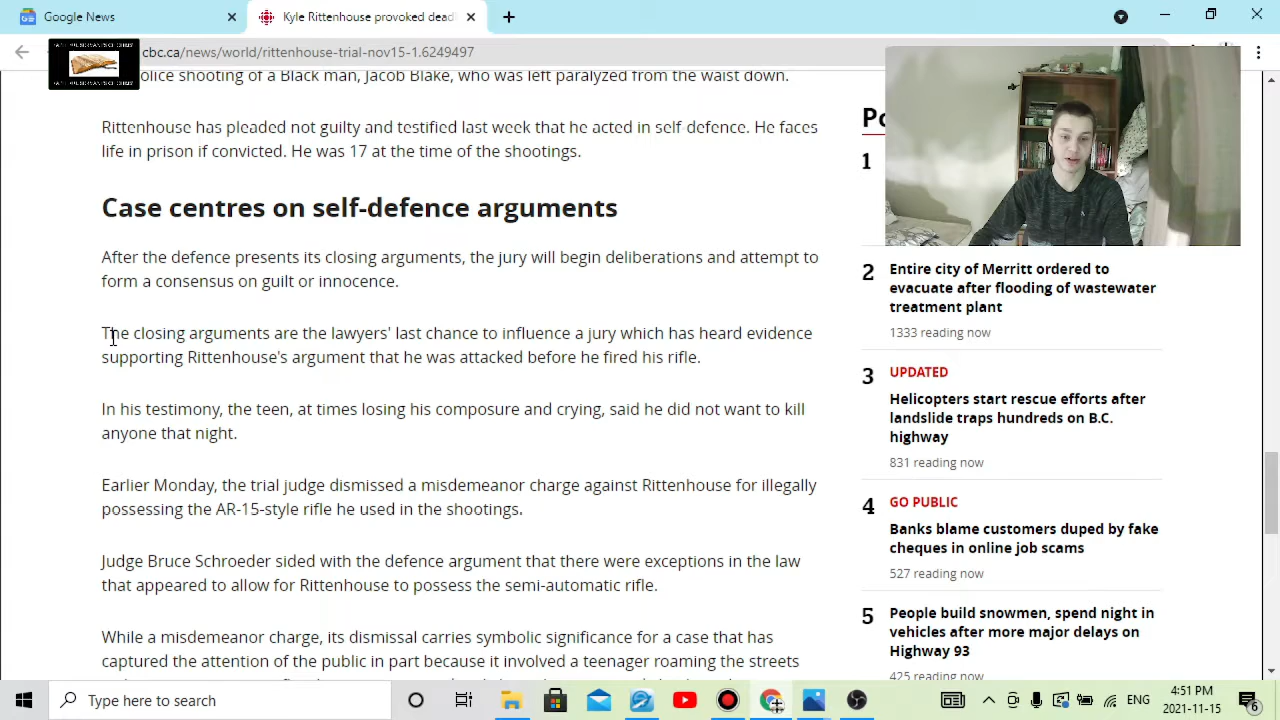 Google News
Kyle Rittenhouse provoked dead
cbc.ca/news/world/rittenhouse-trial-nov15-1.6249497
olice shooting of a Black man, Jacob Blake, who was left paralyzed from the waist down.
Rittenhouse has pleaded not guilty and testified last week that he acted in self-defence. He faces
life in prison if convicted. He was 17 at the time of the shootings.
Case centres on self-defence arguments
After the defence presents its closing arguments, the jury will begin deliberations and attempt to
form a consensus on guilt or innocence.
The closing arguments are the lawyers' last chance to influence a jury which has heard evidence
supporting Rittenhouse's argument that he was attacked before he fired his rifle.
In his testimony, the teen, at times losing his composure and crying, said he did not want to kill
anyone that night.
Earlier Monday, the trial judge dismissed a misdemeanor charge against Rittenhouse for illegally
possessing the AR-15-style rifle he used in the shootings.
Judge Bruce Schroeder sided with the defence argument that there were exceptions in the law
that appeared to allow for Rittenhouse to possess the semi-automatic rifle.
While a misdemeanor charge, its dismissal carries symbolic significance for a case that has
captured the attention of the public in part because it involved a teenager roaming the streets
Po
1
2
Entire city of Merritt ordered to
evacuate after flooding of wastewater
treatment plant
1333 reading now
3
UPDATED
Helicopters start rescue efforts after
landslide traps hundreds on B.C.
highway
831 reading now
4
GO PUBLIC
Banks blame customers duped by fake
cheques in online job scams
527 reading now
5
People build snowmen, spend night in
vehicles after more major delays on
Highway 93
425 reading now
Type here to search
ENG
4:51 PM
2021-11-15
6